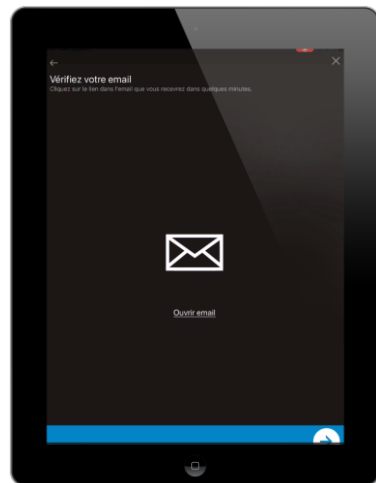 Vérifiez votre email
Cliquez sur le lien dans l'email que vous recevrez dans quelques minutes.
Ouvrir email